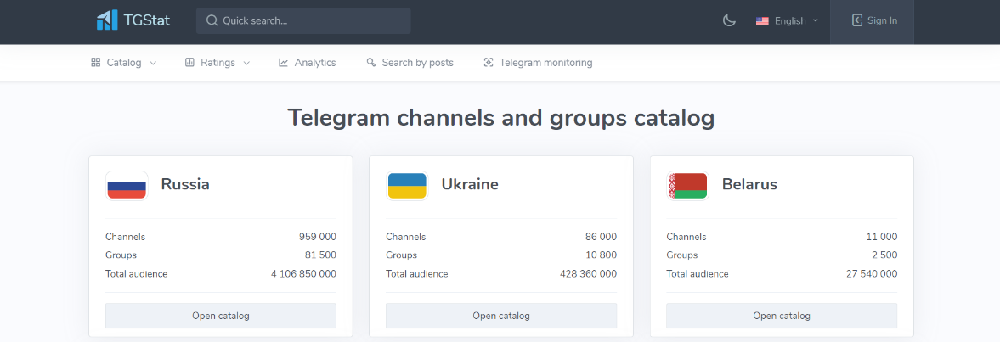 TGStat Quick search... English Sign In
Catalog Ratings Analytics Search by posts Telegram monitoring
Telegram channels and groups catalog
Russia
Channels 959 000
Groups 81 500
Total audience 4 106 850 000
Open catalog
Ukraine
Channels 86 000
Groups 10 800
Total audience 428 360 000
Open catalog
Belarus
Channels 11 000
Groups 2 500
Total audience 27 540 000
Open catalog